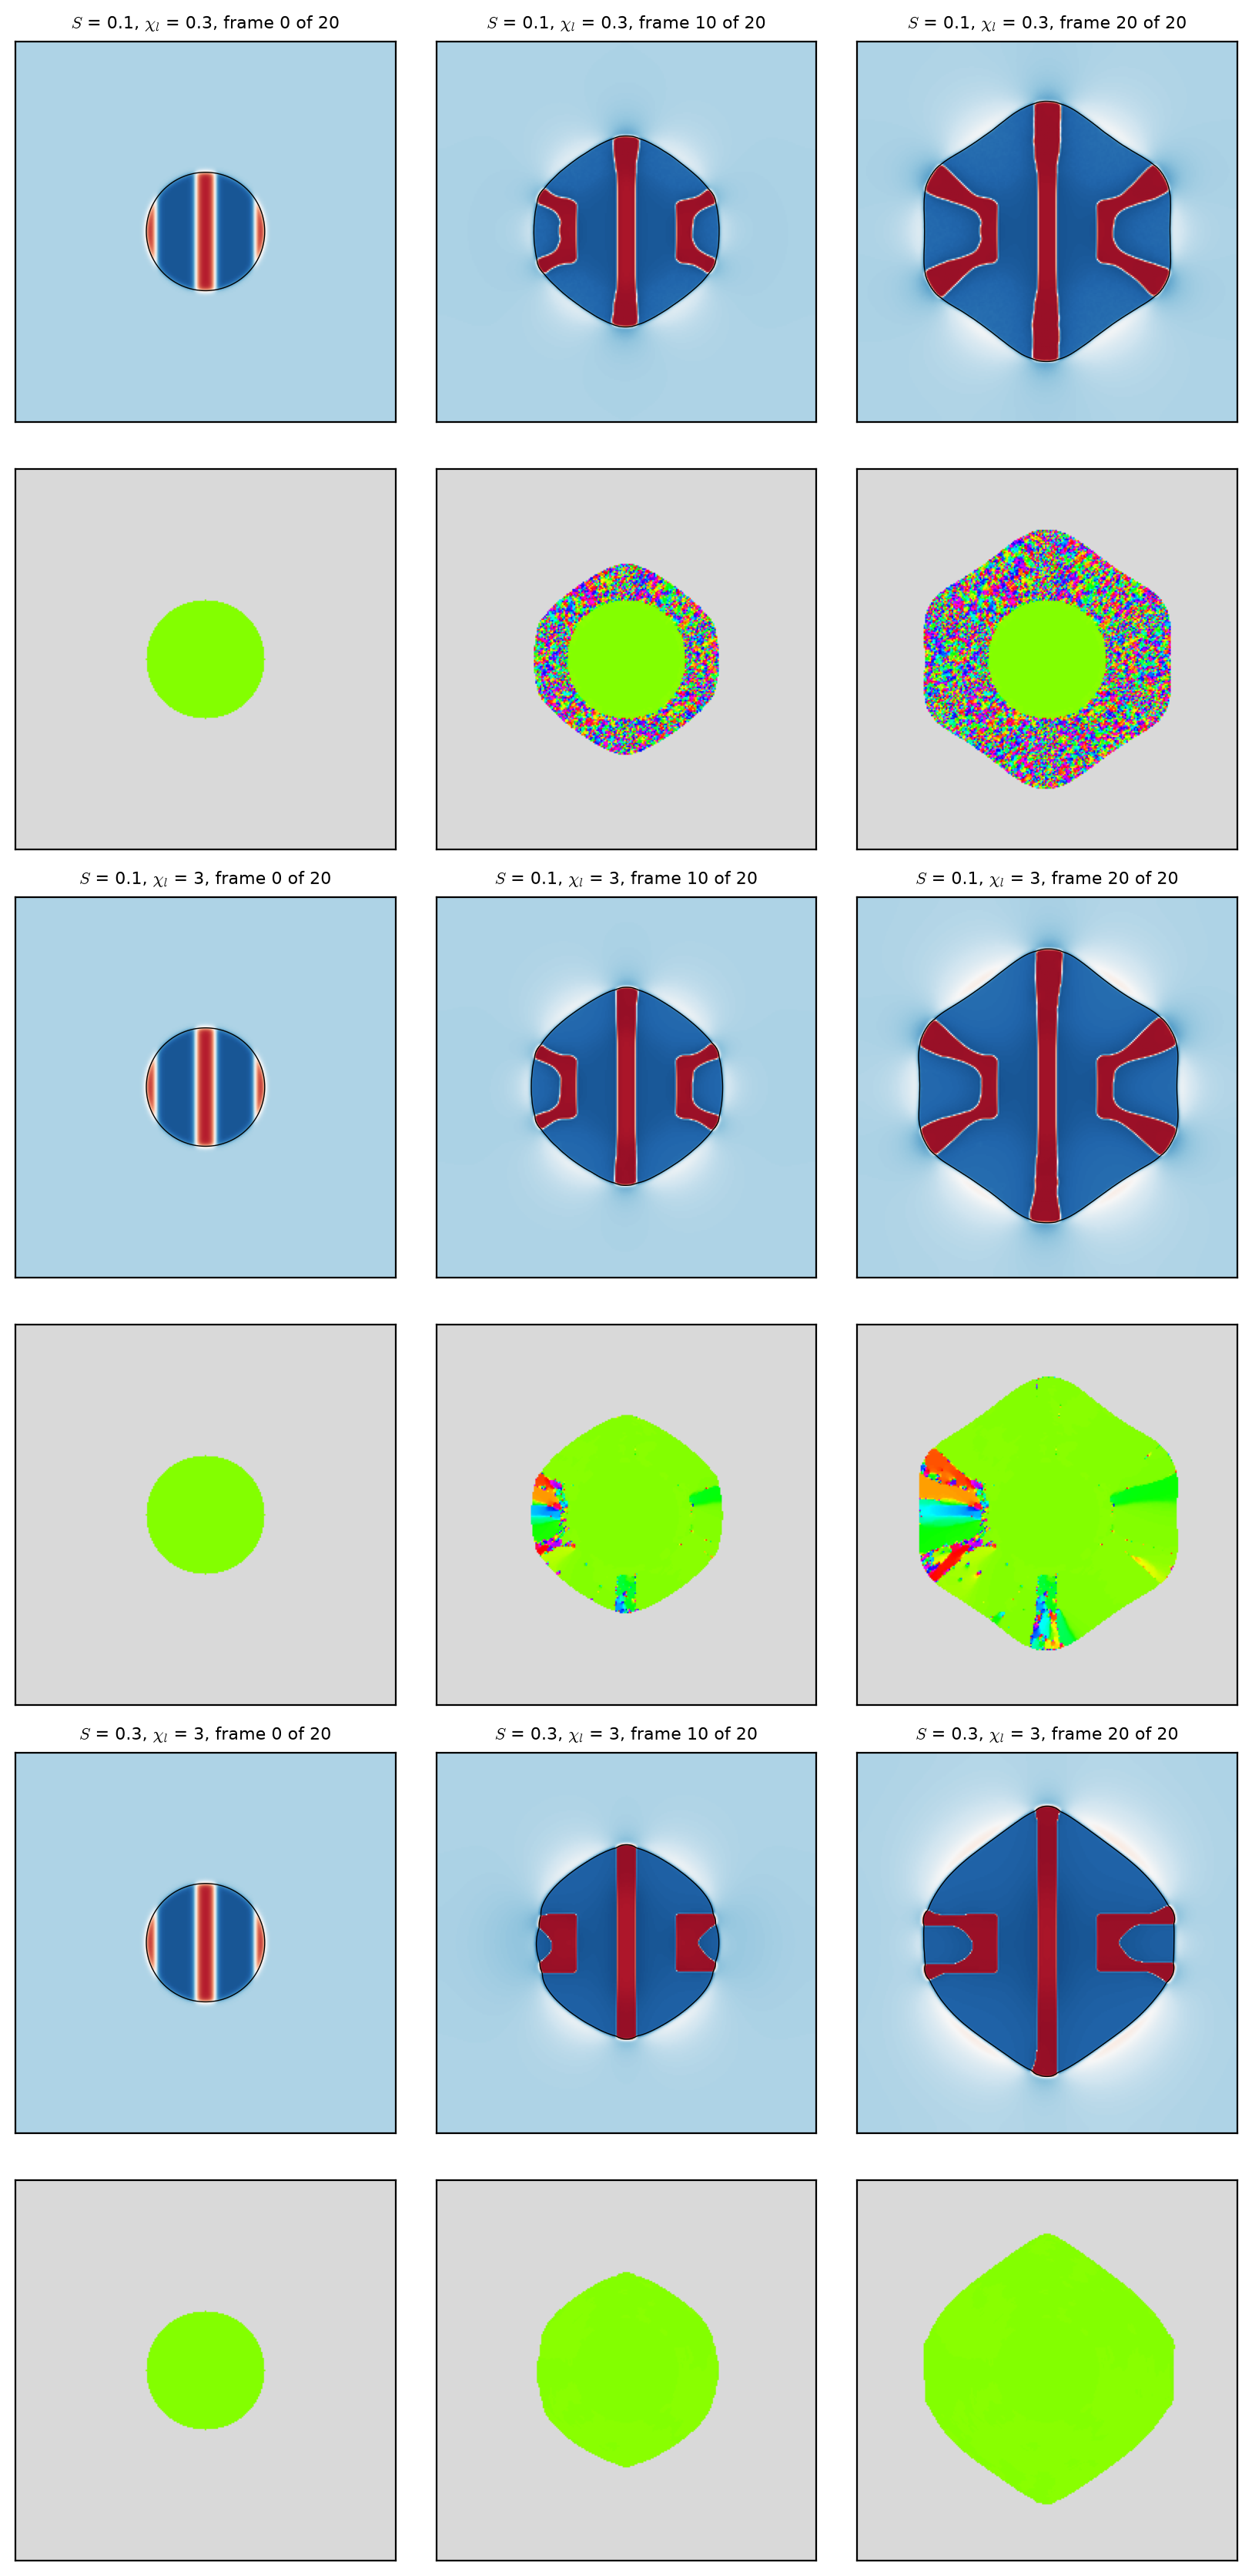 S = 0.1, χₗ = 0.3, frame 0 of 20
S = 0.1, χₗ = 0.3, frame 10 of 20
S = 0.1, χₗ = 0.3, frame 20 of 20
S = 0.1, χₗ = 3, frame 0 of 20
S = 0.1, χₗ = 3, frame 10 of 20
S = 0.1, χₗ = 3, frame 20 of 20
S = 0.3, χₗ = 3, frame 0 of 20
S = 0.3, χₗ = 3, frame 10 of 20
S = 0.3, χₗ = 3, frame 20 of 20